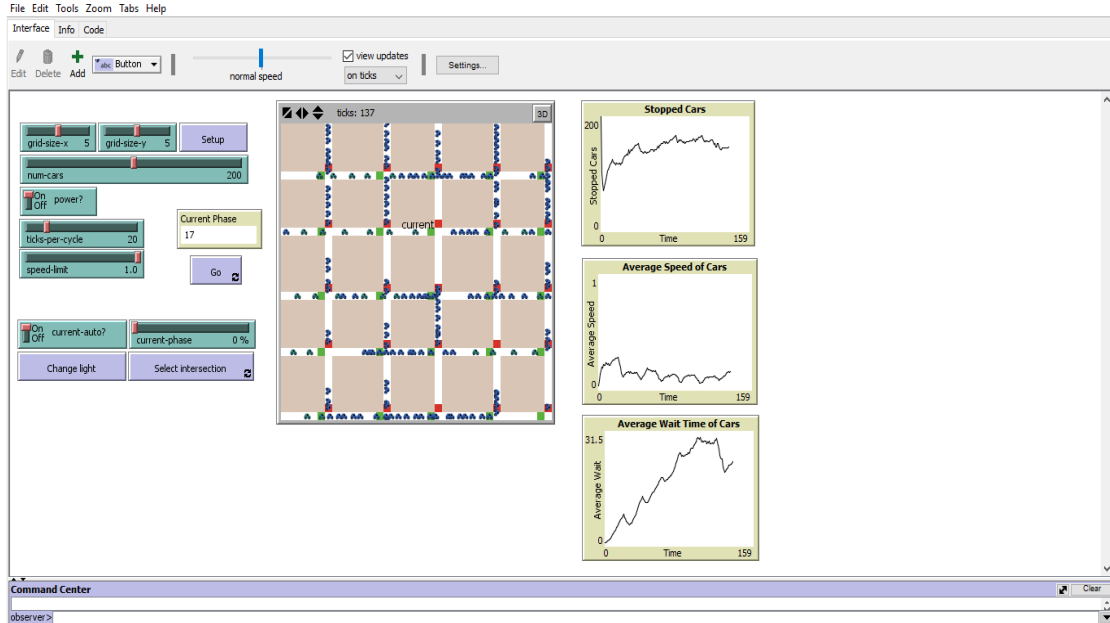 File Edit Tools Zoom Tabs Help
Interface Info Code
Edit Delete Add abc Button normal speed view updates on ticks Settings...
ticks: 137 3D
grid-size-x 5 grid-size-y 5 Setup
num-cars 200
On Off power?
ticks-per-cycle 20
speed-limit 1.0
Current Phase
17
Go
On Off current-auto? current-phase 0 %
Change light Select intersection
current
Stopped Cars
200
Stopped Cars
0
0 Time 159
Average Speed of Cars
1
Average Speed
0
0 Time 159
Average Wait Time of Cars
31.5
Average Wait
0
0 Time 159
Command Center Clear
observer>